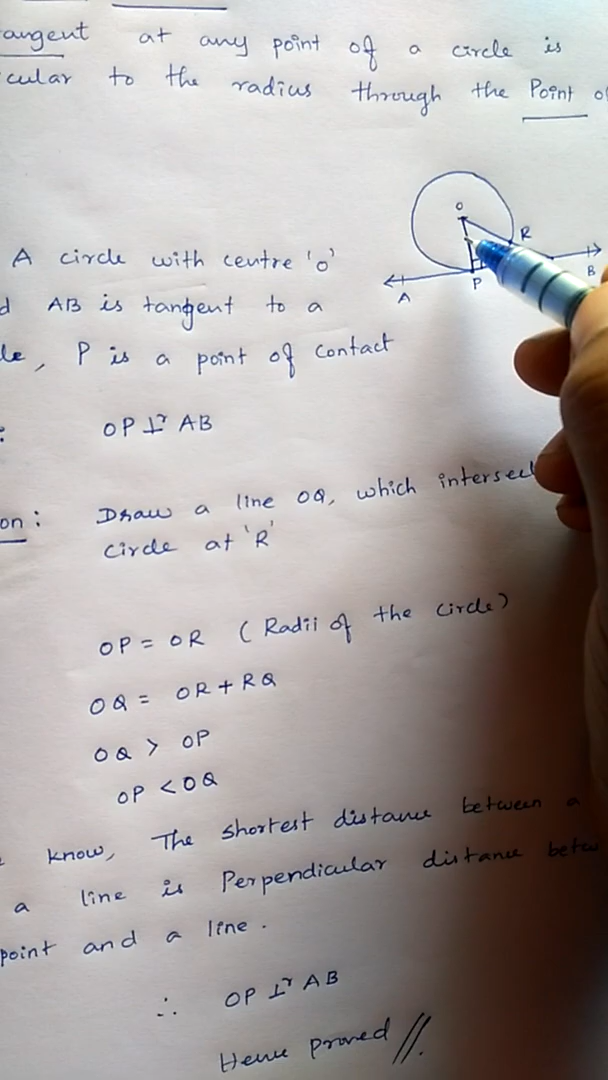 angent at any point of a circle is
cular to the radius through the Point o
O
R
A
P
B
A circle with centre 'O'
d AB is tangent to a
le, P is a point of contact
: OP ⊥r AB
on : Draw a line OQ, which intersect
circle at 'R'
OP = OR ( Radii of the circle )
OQ = OR + RQ
OQ > OP
OP < OQ
know, The shortest distance between a
a line is Perpendicular distance betw
point and a line .
∴ OP ⊥r AB
Hence proved //.